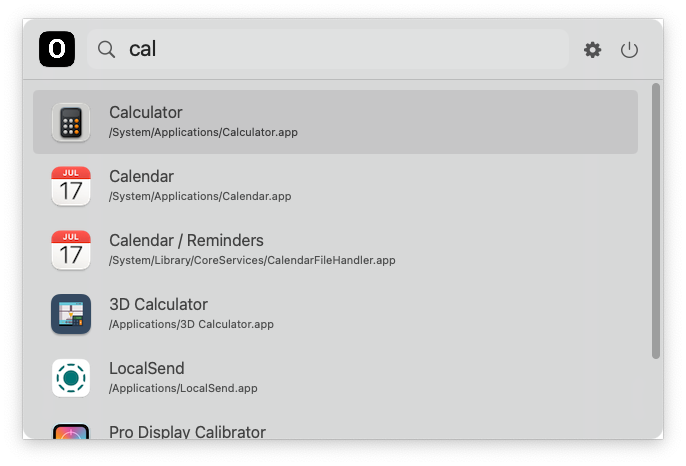 O cal
Calculator
/System/Applications/Calculator.app
JUL
17
Calendar
/System/Applications/Calendar.app
JUL
17
Calendar / Reminders
/System/Library/CoreServices/CalendarFileHandler.app
3D Calculator
/Applications/3D Calculator.app
LocalSend
/Applications/LocalSend.app
Pro Display Calibrator